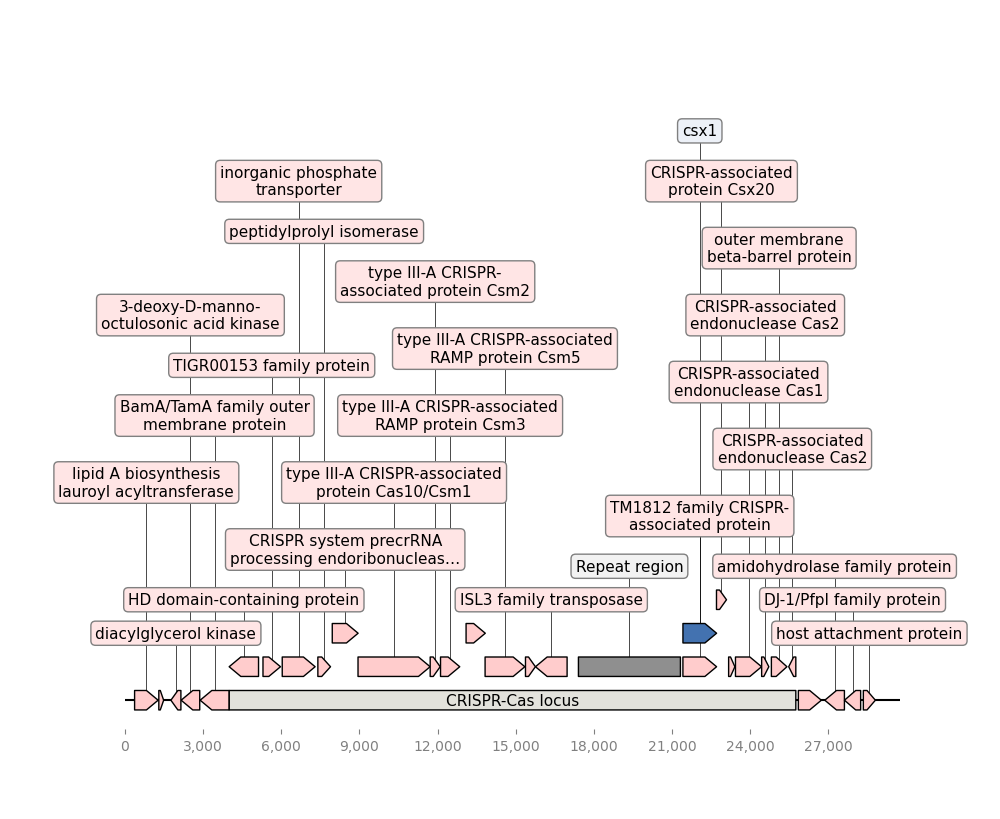 csx1
inorganic phosphate
transporter
CRISPR-associated
protein Csx20
peptidylprolyl isomerase
outer membrane
beta-barrel protein
type III-A CRISPR-
associated protein Csm2
3-deoxy-D-manno-
octulosonic acid kinase
CRISPR-associated
endonuclease Cas2
type III-A CRISPR-associated
RAMP protein Csm5
TIGR00153 family protein
CRISPR-associated
endonuclease Cas1
BamA/TamA family outer
membrane protein
type III-A CRISPR-associated
RAMP protein Csm3
CRISPR-associated
endonuclease Cas2
lipid A biosynthesis
lauroyl acyltransferase
type III-A CRISPR-associated
protein Cas10/Csm1
TM1812 family CRISPR-
associated protein
CRISPR system precrRNA
processing endoribonucleas...
Repeat region
amidohydrolase family protein
HD domain-containing protein
ISL3 family transposase
DJ-1/PfpI family protein
diacylglycerol kinase
host attachment protein
CRISPR-Cas locus
0
3,000
6,000
9,000
12,000
15,000
18,000
21,000
24,000
27,000